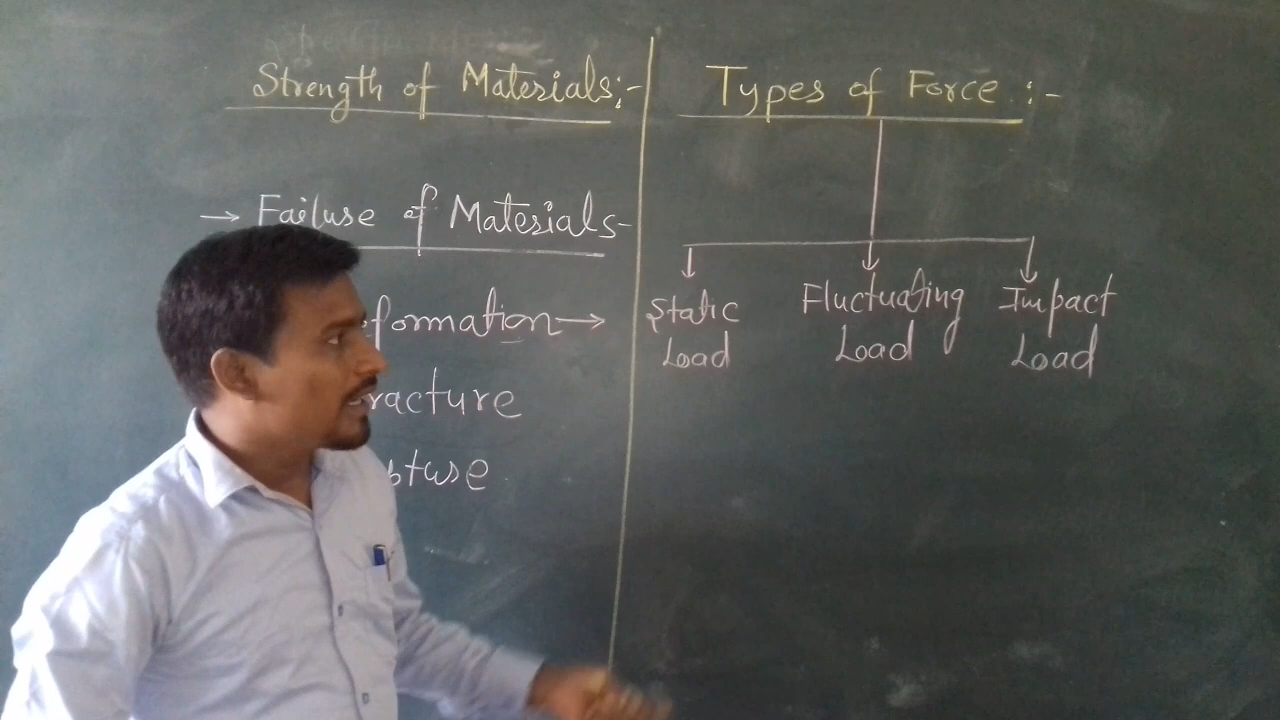 Strength of Materials:-
→ Failure of Materials-
formation→
racture
pture
Types of Force :-
Static Load
Fluctuating Load
Impact Load